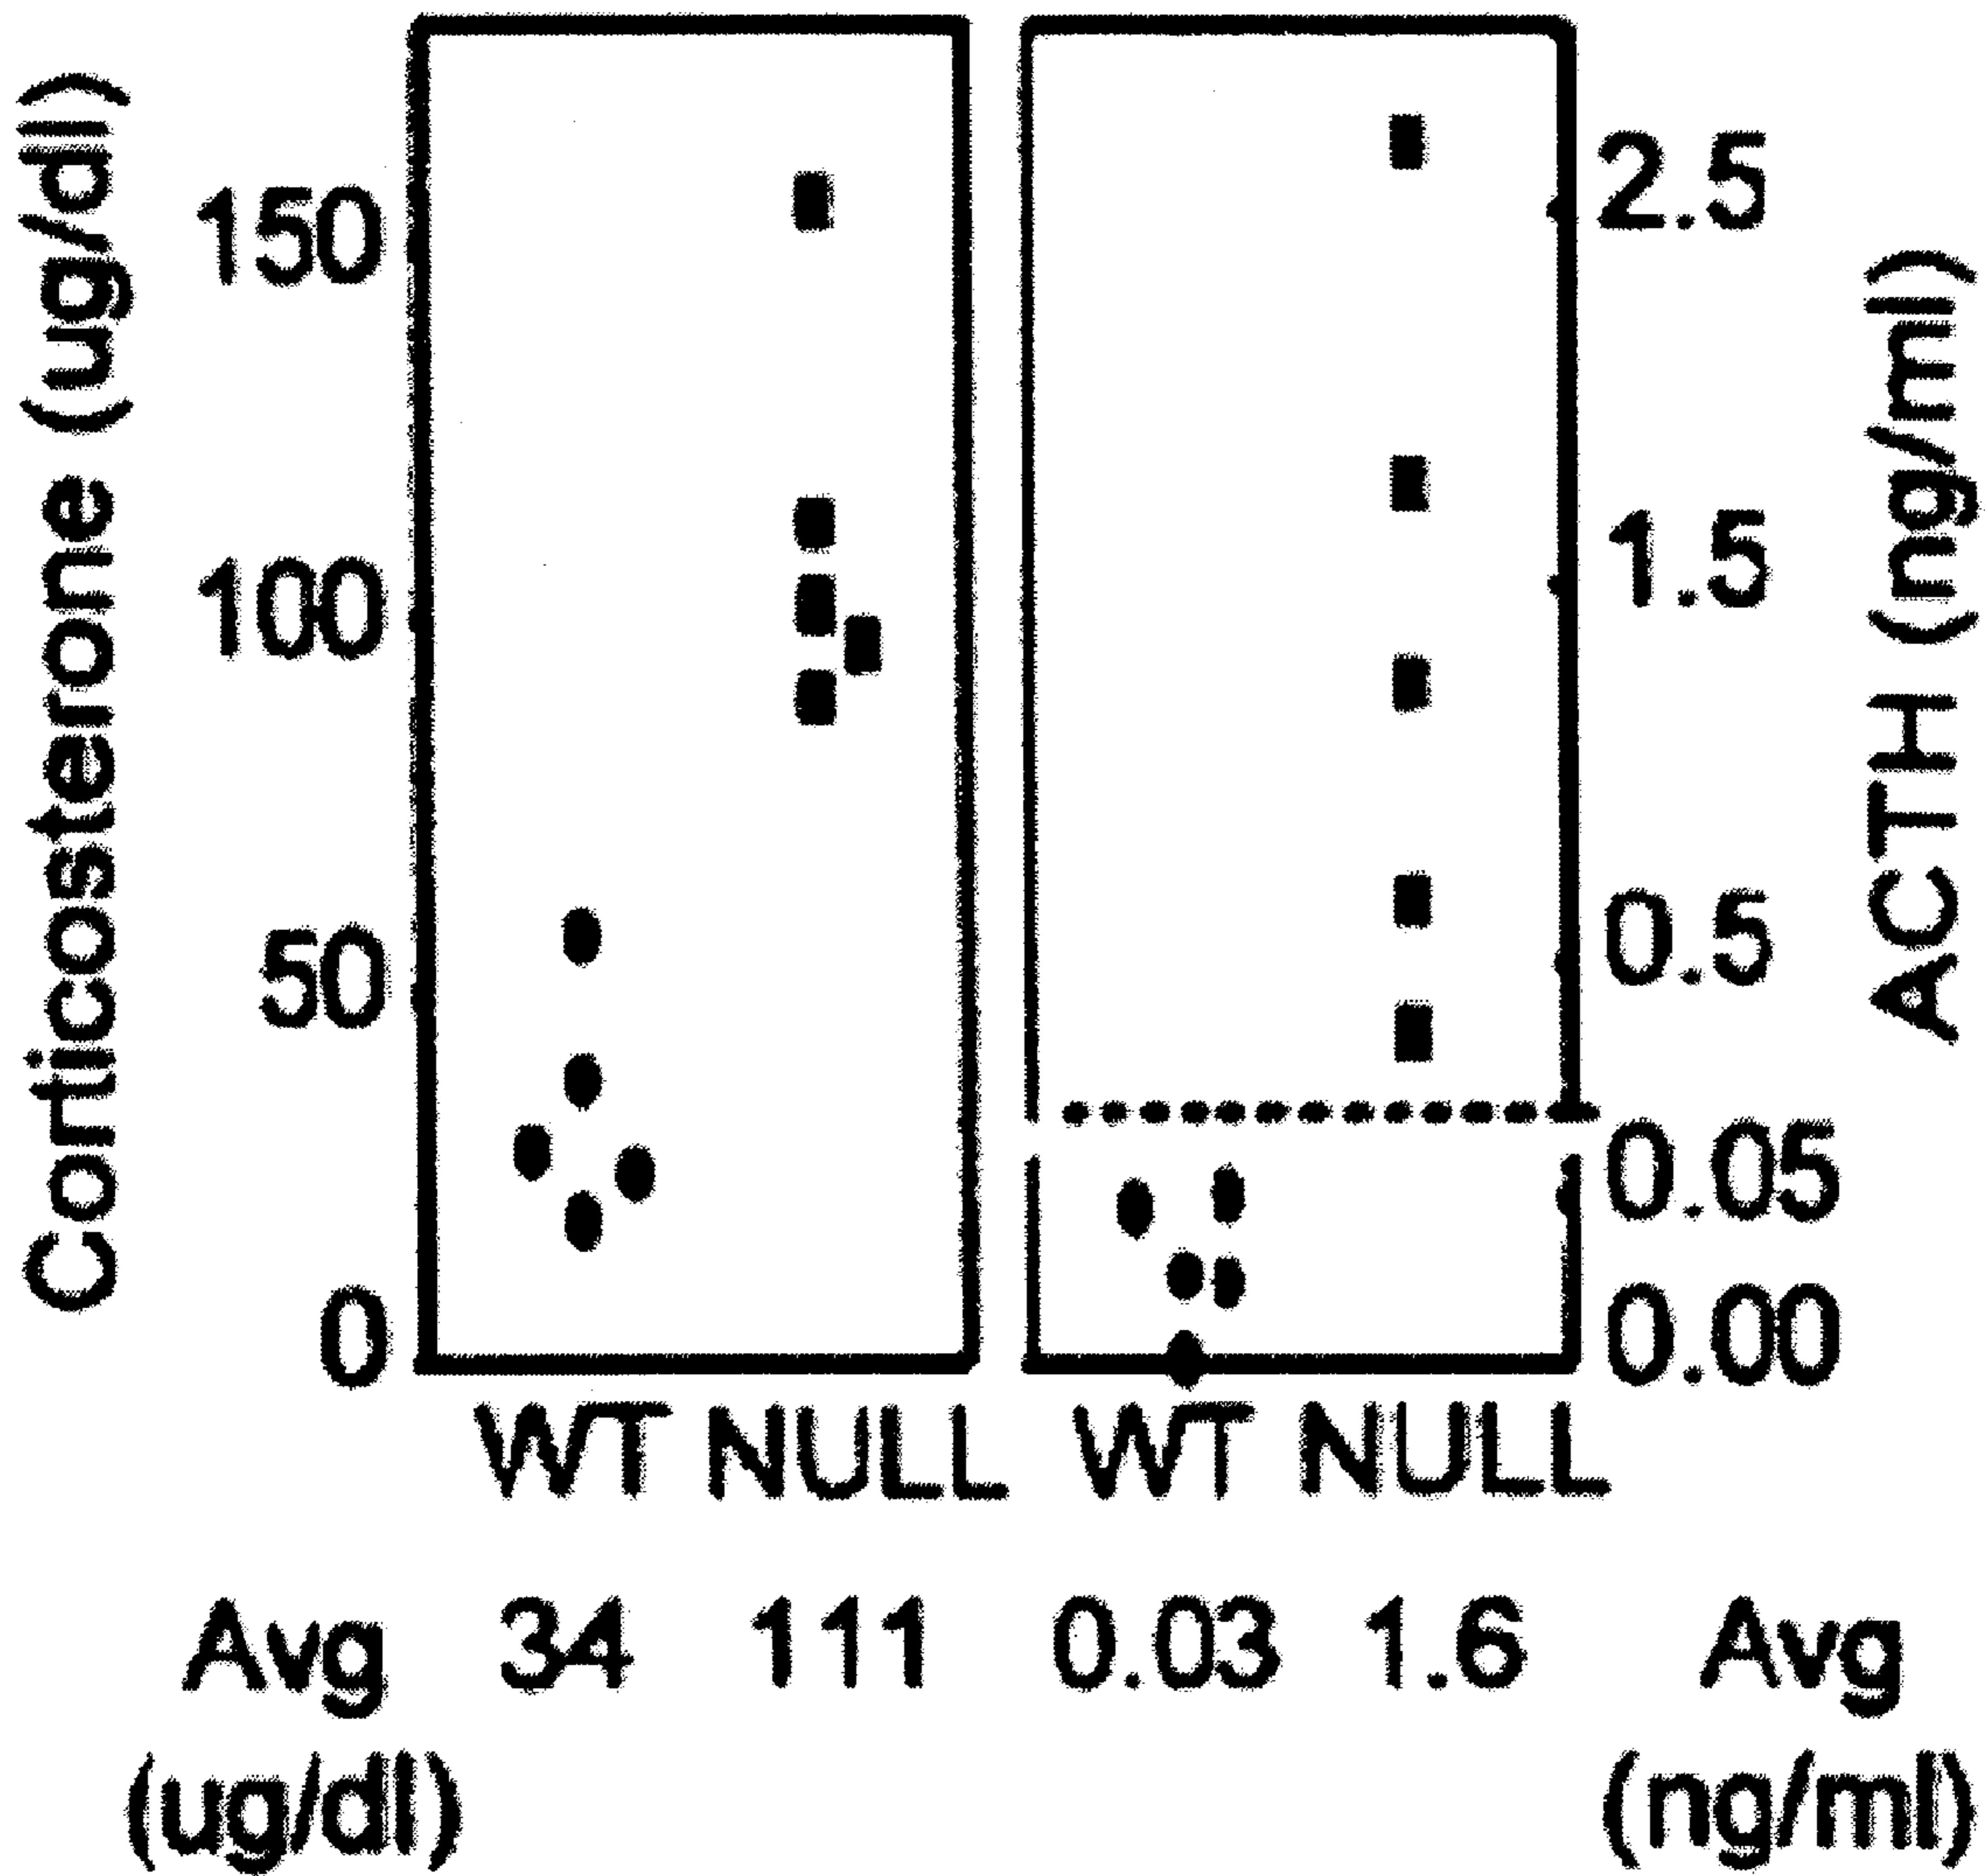 Corticosterone (ug/dl)
150
100
50
0
2.5
1.5
0.5
0.05
0.00
ACTH (ng/ml)
WT NULL WT NULL
Avg 34 111 0.03 1.6 Avg
(ug/dl) (ng/ml)